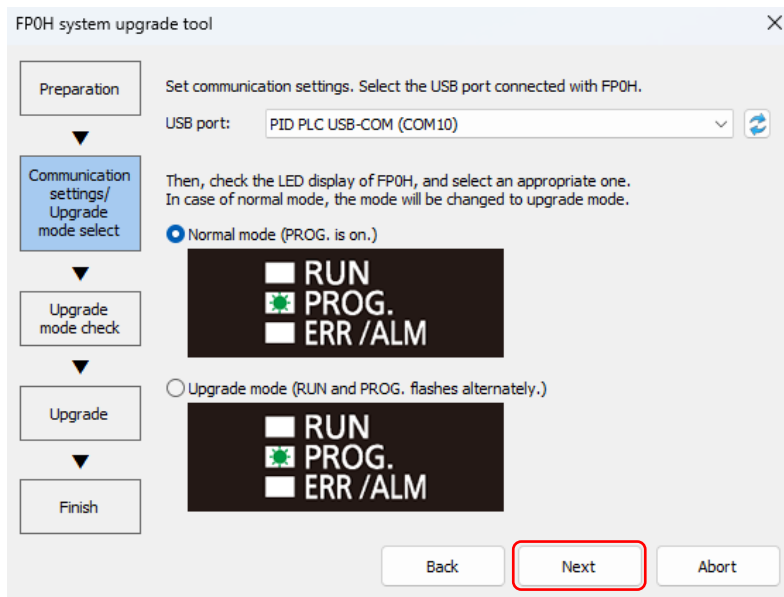 FP0H system upgrade tool
Preparation
Communication
settings/
Upgrade
mode select
Upgrade
mode check
Upgrade
Finish
Set communication settings. Select the USB port connected with FP0H.
USB port:
PID PLC USB-COM (COM10)
Then, check the LED display of FP0H, and select an appropriate one.
In case of normal mode, the mode will be changed to upgrade mode.
Normal mode (PROG. is on.)
RUN
PROG.
ERR /ALM
Upgrade mode (RUN and PROG. flashes alternately.)
RUN
PROG.
ERR /ALM
Back
Next
Abort